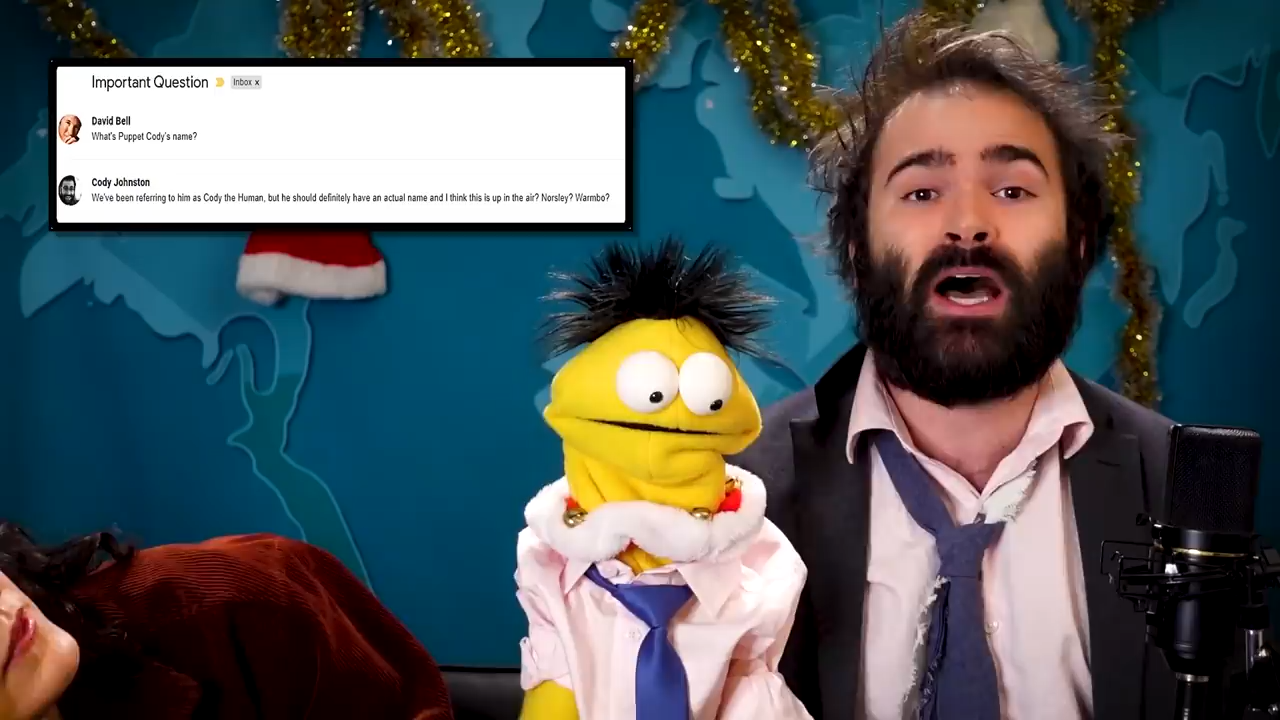 Important Question Inbox x
David Bell
What's Puppet Cody's name?
Cody Johnston
We've been referring to him as Cody the Human, but he should definitely have an actual name and I think this is up in the air? Norsley? Warmbo?